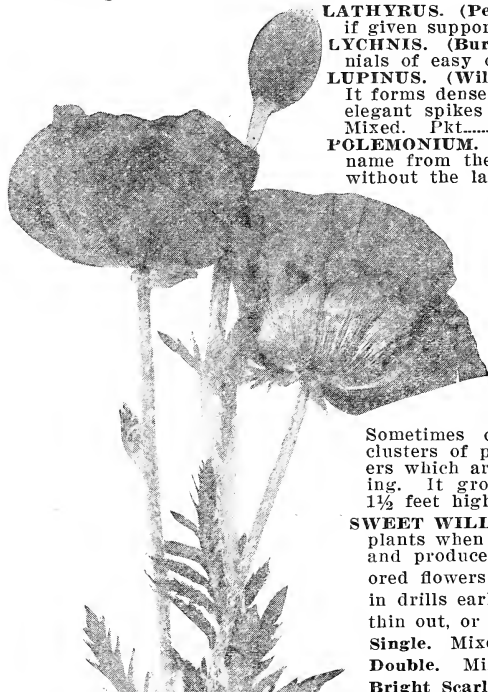 LATHYRUS. (Pe
if given suppor
LYCHNIS. (Bur
nials of easy
LUPINUS. (Wil
It forms dense
elegant spikes
Mixed. Pkt.....
POLEMONIUM.
name from the
without the la
Sometimes
clusters of p
ers which ar
ing. It gro
1½ feet high
SWEET WILL
plants when
and produce
ored flowers
in drills earl
thin out, or
Single. Mixe
Double. Mi
Bright Scarl